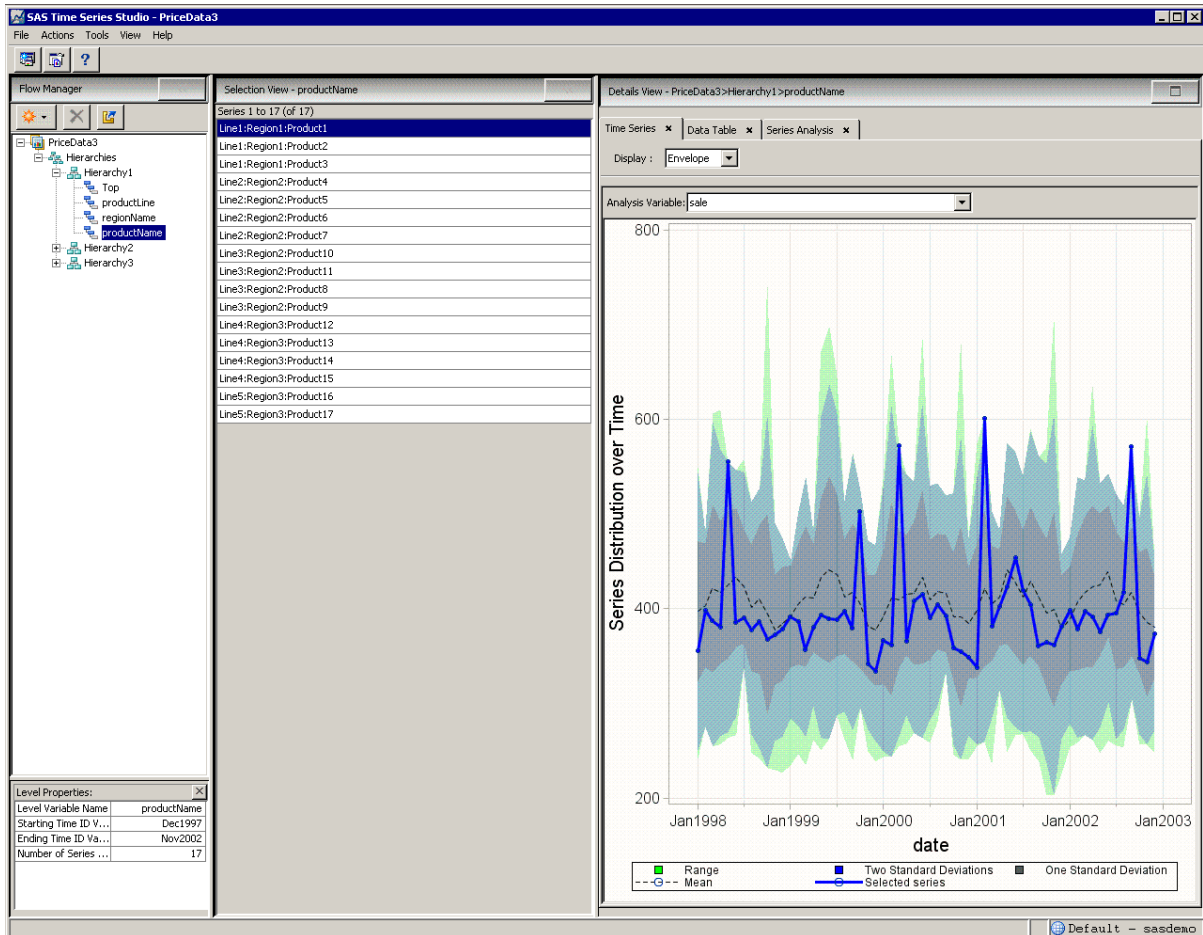 SAS Time Series Studio - PriceData3
File Actions Tools View Help
Flow Manager
PriceData3
Hierarchies
Hierarchy1
Top
productLine
regionName
productName
Hierarchy2
Hierarchy3
Level Properties:
Level Variable Name productName
Starting Time ID V... Dec1997
Ending Time ID Va... Nov2002
Number of Series ... 17
Selection View - productName
Series 1 to 17 (of 17)
Line1:Region1:Product1
Line1:Region1:Product2
Line1:Region1:Product3
Line2:Region2:Product4
Line2:Region2:Product5
Line2:Region2:Product6
Line2:Region2:Product7
Line3:Region2:Product10
Line3:Region2:Product11
Line3:Region2:Product8
Line3:Region2:Product9
Line4:Region3:Product12
Line4:Region3:Product13
Line4:Region3:Product14
Line4:Region3:Product15
Line5:Region3:Product16
Line5:Region3:Product17
Details View - PriceData3>Hierarchy1>productName
Time Series Data Table Series Analysis
Display : Envelope
Analysis Variable: sale
Series Distribution over Time
800
600
400
200
Jan1998 Jan1999 Jan2000 Jan2001 Jan2002 Jan2003
date
Range Two Standard Deviations One Standard Deviation
Mean Selected series
Default - sasdemo